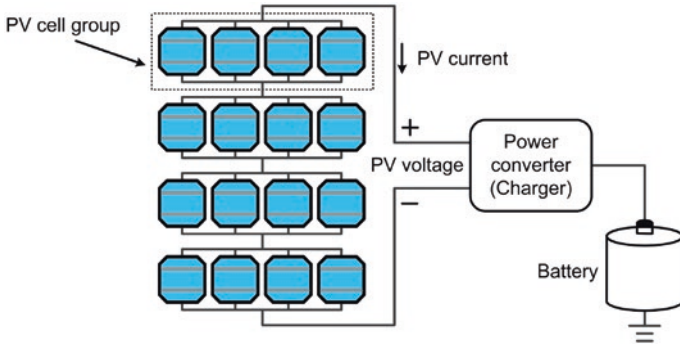 PV cell group
PV current
+
PV voltage
−
Power
converter
(Charger)
Battery